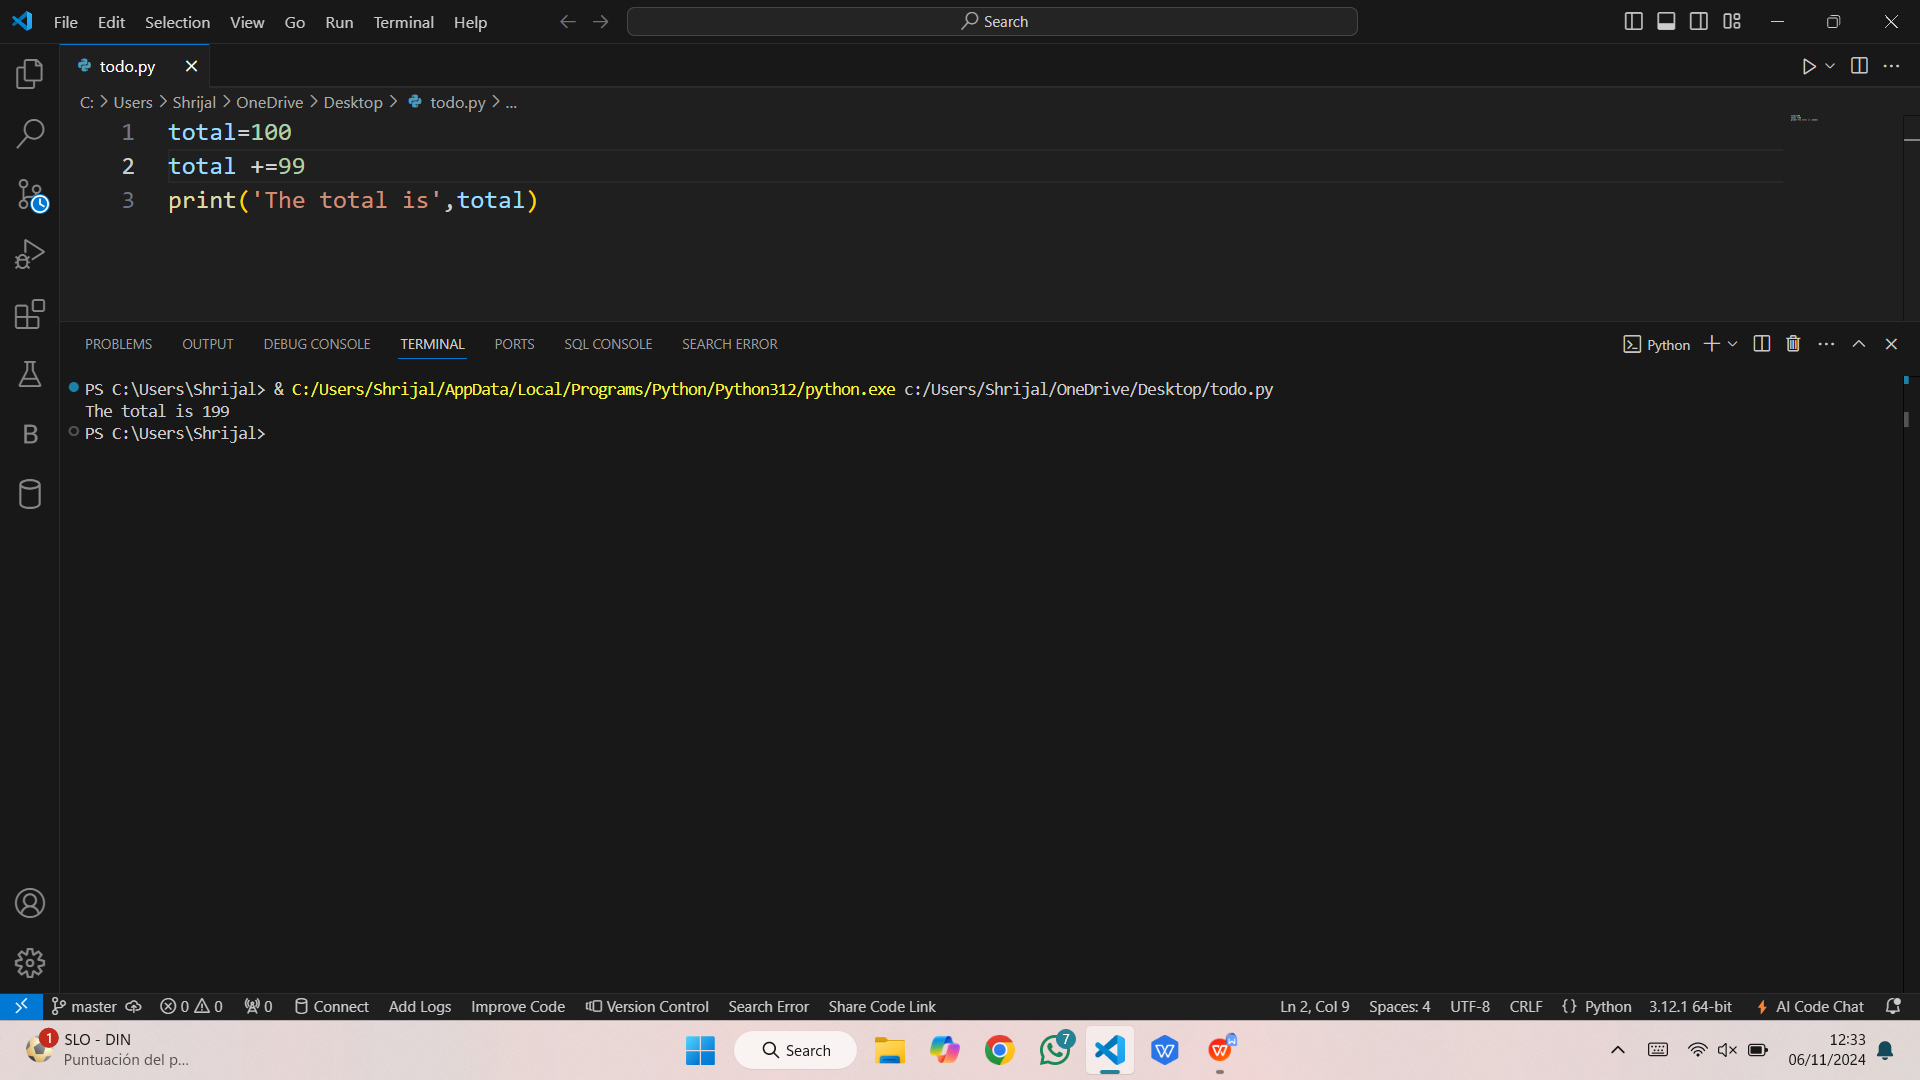 File Edit Selection View Go Run Terminal Help
Search
todo.py
C: > Users > Shrijal > OneDrive > Desktop > todo.py > ...
1 total=100
2 total +=99
3 print('The total is',total)
PROBLEMS OUTPUT DEBUG CONSOLE TERMINAL PORTS SQL CONSOLE SEARCH ERROR
Python
PS C:\Users\Shrijal> & C:/Users/Shrijal/AppData/Local/Programs/Python/Python312/python.exe c:/Users/Shrijal/OneDrive/Desktop/todo.py
The total is 199
PS C:\Users\Shrijal>
B
master 0 0 0 Connect Add Logs Improve Code Version Control Search Error Share Code Link
Ln 2, Col 9 Spaces: 4 UTF-8 CRLF {} Python 3.12.1 64-bit AI Code Chat
1
SLO - DIN
Puntuación del p...
Search
7
12:33
06/11/2024